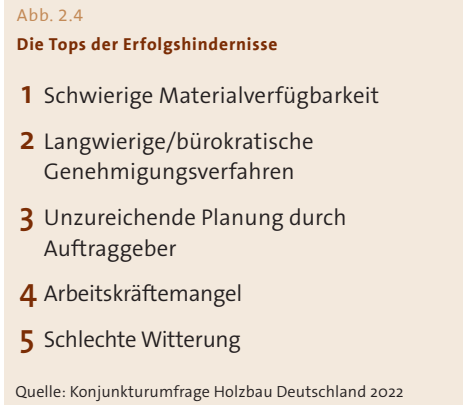 Abb. 2.4
Die Tops der Erfolgshindernisse
1 Schwierige Materialverfügbarkeit
2 Langwierige/bürokratische
Genehmigungsverfahren
3 Unzureichende Planung durch
Auftraggeber
4 Arbeitskräftemangel
5 Schlechte Witterung
Quelle: Konjunkturumfrage Holzbau Deutschland 2022